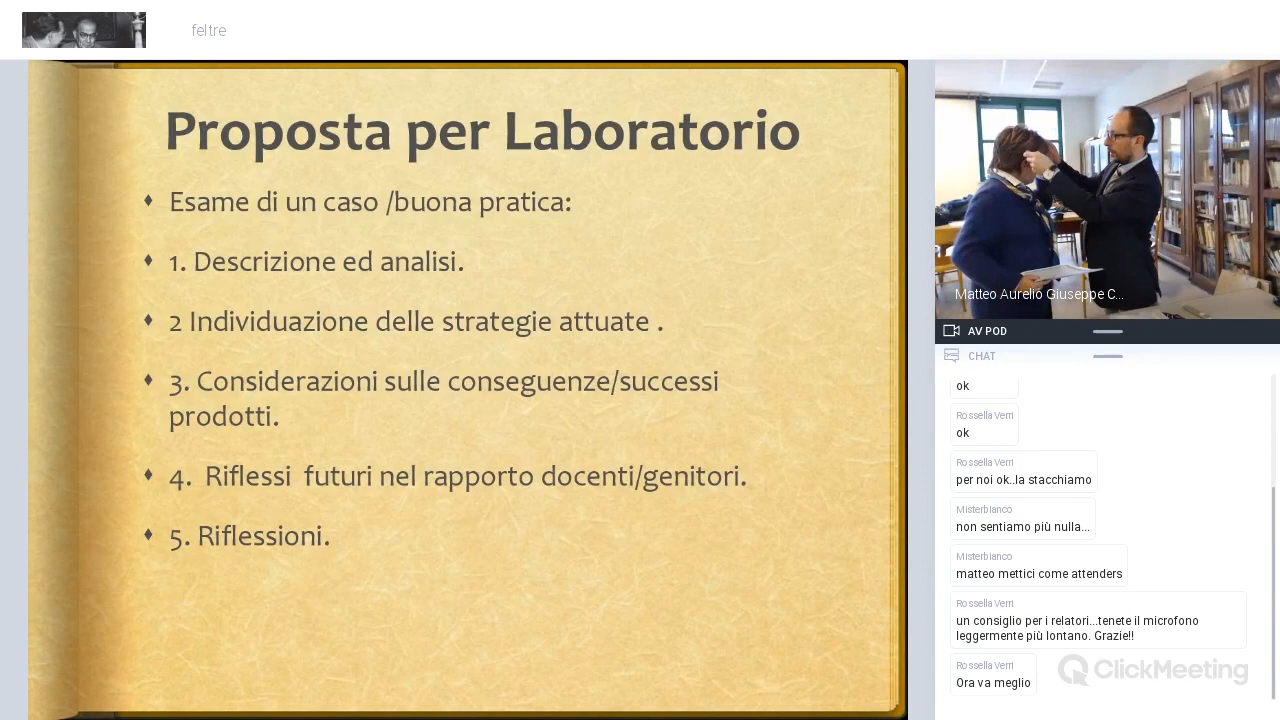 feltre
Proposta per Laboratorio
Esame di un caso /buona pratica:
1. Descrizione ed analisi.
2 Individuazione delle strategie attuate .
3. Considerazioni sulle conseguenze/successi
prodotti.
4.  Riflessi  futuri nel rapporto docenti/genitori.
5. Riflessioni.
Matteo Aurelio Giuseppe C...
AV POD
CHAT
ok
Rossella Verri
ok
Rossella Verri
per noi ok..la stacchiamo
Misterbianco
non sentiamo più nulla...
Misterbianco
matteo mettici come attenders
Rossella Verri
un consiglio per i relatori...tenete il microfono
leggermente più lontano. Grazie!!
Rossella Verri
Ora va meglio
ClickMeeting